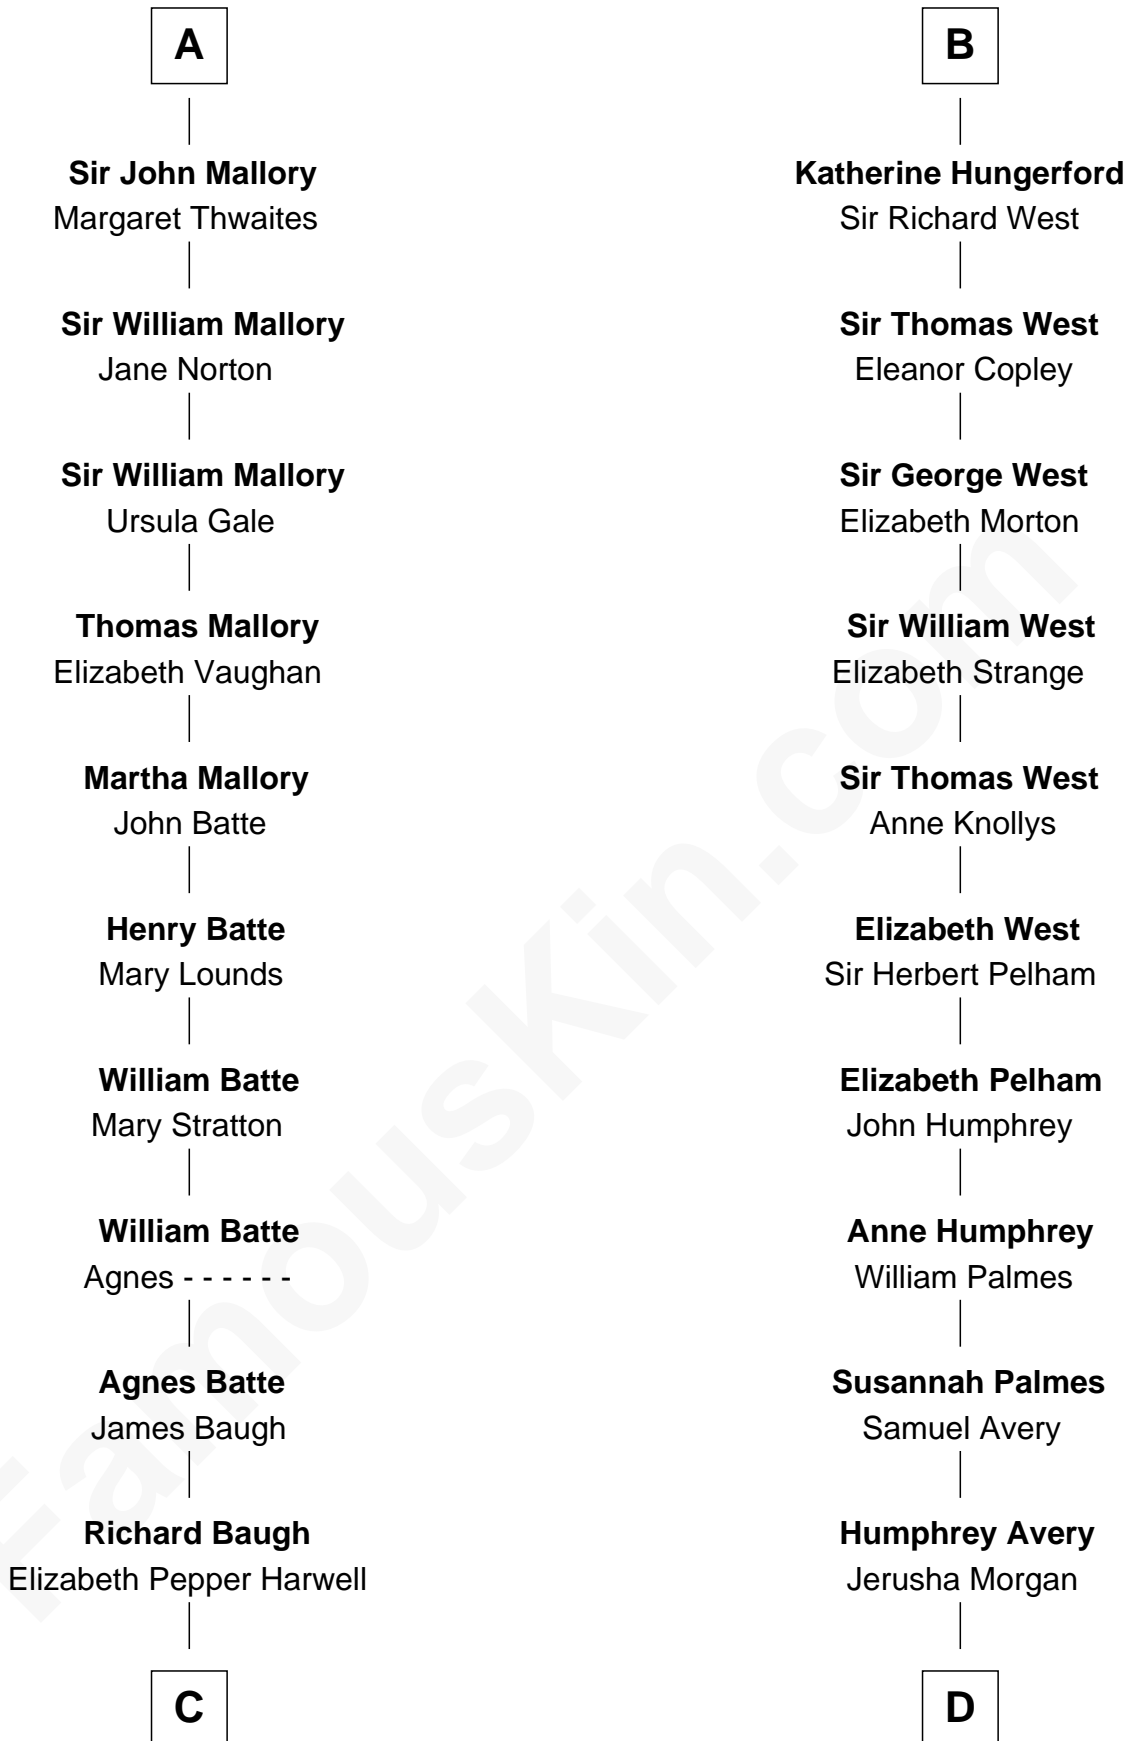 A
Sir John Mallory
Margaret Thwaites
Sir William Mallory
Jane Norton
Sir William Mallory
Ursula Gale
Thomas Mallory
Elizabeth Vaughan
Martha Mallory
John Batte
Henry Batte
Mary Lounds
William Batte
Mary Stratton
William Batte
Agnes - - - - - -
Agnes Batte
James Baugh
Richard Baugh
Elizabeth Pepper Harwell
C
B
Katherine Hungerford
Sir Richard West
Sir Thomas West
Eleanor Copley
Sir George West
Elizabeth Morton
Sir William West
Elizabeth Strange
Sir Thomas West
Anne Knollys
Elizabeth West
Sir Herbert Pelham
Elizabeth Pelham
John Humphrey
Anne Humphrey
William Palmes
Susannah Palmes
Samuel Avery
Humphrey Avery
Jerusha Morgan
D
FamousKin.com